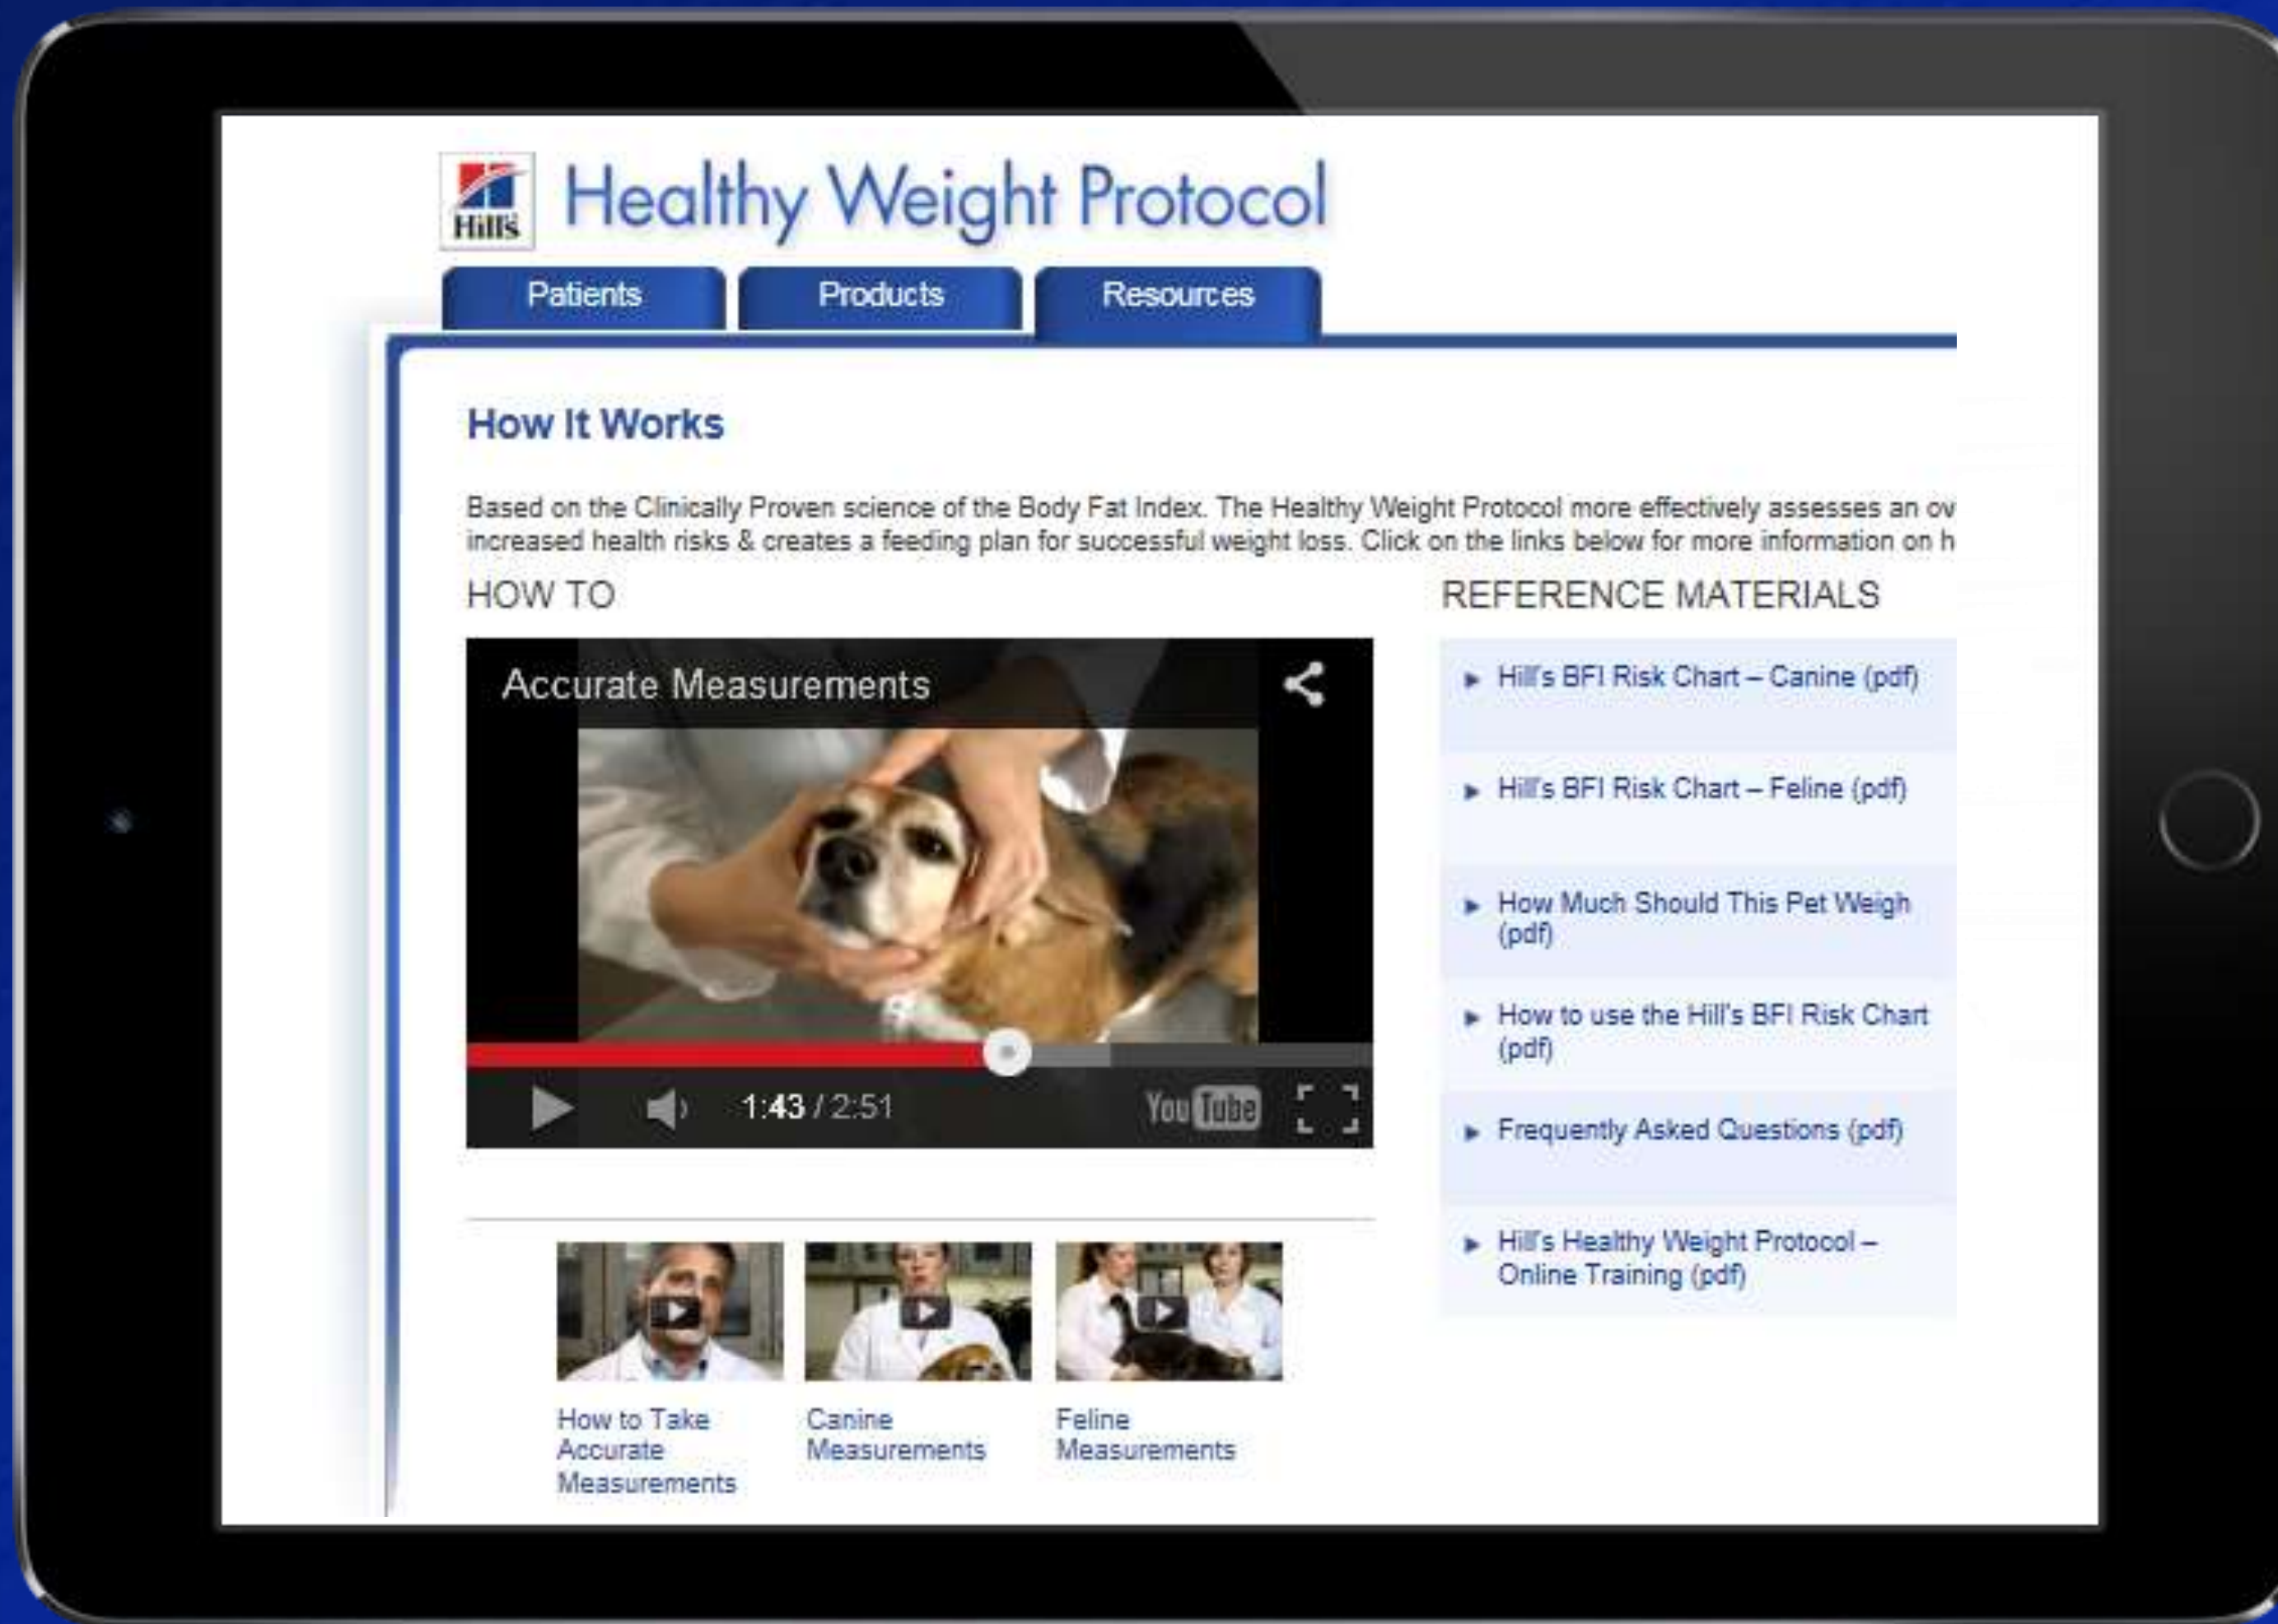 Hill's
Healthy Weight Protocol
Patients
Products
Resources
How It Works
Based on the Clinically Proven science of the Body Fat Index. The Healthy Weight Protocol more effectively assesses an ov
increased health risks & creates a feeding plan for successful weight loss. Click on the links below for more information on h
HOW TO
Accurate Measurements
1:43 / 2:51
YouTube
How to Take
Accurate
Measurements
Canine
Measurements
Feline
Measurements
REFERENCE MATERIALS
Hill's BFI Risk Chart – Canine (pdf)
Hill's BFI Risk Chart – Feline (pdf)
How Much Should This Pet Weigh
(pdf)
How to use the Hill's BFI Risk Chart
(pdf)
Frequently Asked Questions (pdf)
Hill's Healthy Weight Protocol –
Online Training (pdf)